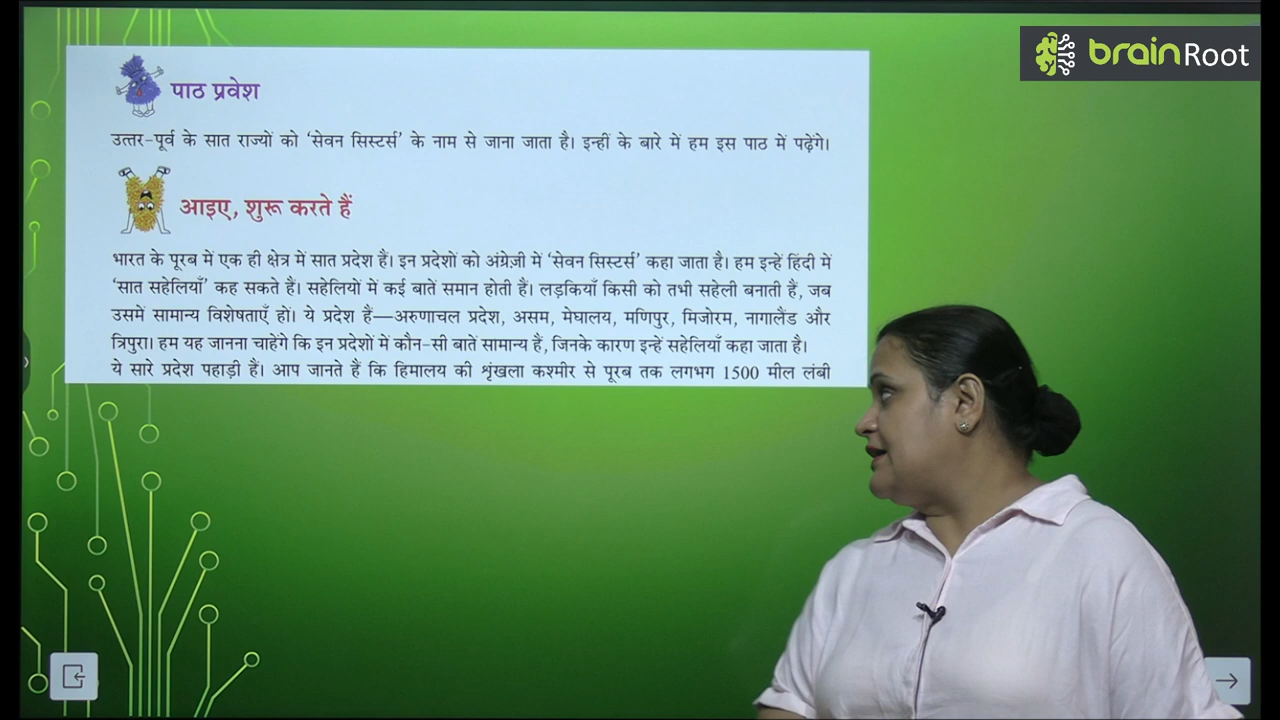 brainRoot
पाठ प्रवेश
उत्तर-पूर्व के सात राज्यों को ‘सेवन सिस्टर्स’ के नाम से जाना जाता है। इन्हीं के बारे में हम इस पाठ में पढ़ेंगे।
आइए, शुरू करते हैं
भारत के पूरब में एक ही क्षेत्र में सात प्रदेश हैं। इन प्रदेशों को अंग्रेज़ी में ‘सेवन सिस्टर्स’ कहा जाता है। हम इन्हें हिंदी में
‘सात सहेलियाँ’ कह सकते हैं। सहेलियों में कई बातें समान होती हैं। लड़कियाँ किसी को तभी सहेली बनाती हैं, जब
उसमें सामान्य विशेषताएँ हों। ये प्रदेश हैं—अरुणाचल प्रदेश, असम, मेघालय, मणिपुर, मिजोरम, नागालैंड और
त्रिपुरा। हम यह जानना चाहेंगे कि इन प्रदेशों में कौन-सी बातें सामान्य हैं, जिनके कारण इन्हें सहेलियाँ कहा जाता है।
ये सारे प्रदेश पहाड़ी हैं। आप जानते हैं कि हिमालय की शृंखला कश्मीर से पूरब तक लगभग 1500 मील लंबी